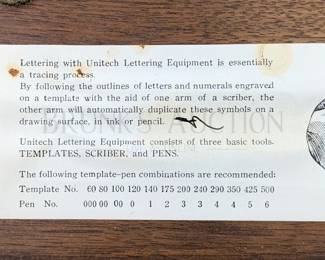 Lettering with Unitech Lettering Equipment is essentially
a tracing process.
By following the outlines of letters and numerals engraved
on a template with the aid of one arm of a scriber, the
other arm will automatically duplicate these symbols on a
drawing surface, in ink or pencil.
Unitech Lettering Equipment consists of three basic tools.
TEMPLATES, SCRIBER, and PENS.
The following template-pen combinations are recommended:
Template No. 60 80 100 120 140 175 200 240 290 350 425 500
Pen No. 000 00 00 0 1 1 2 3 3 4 5 6
BRUNK AUCTION